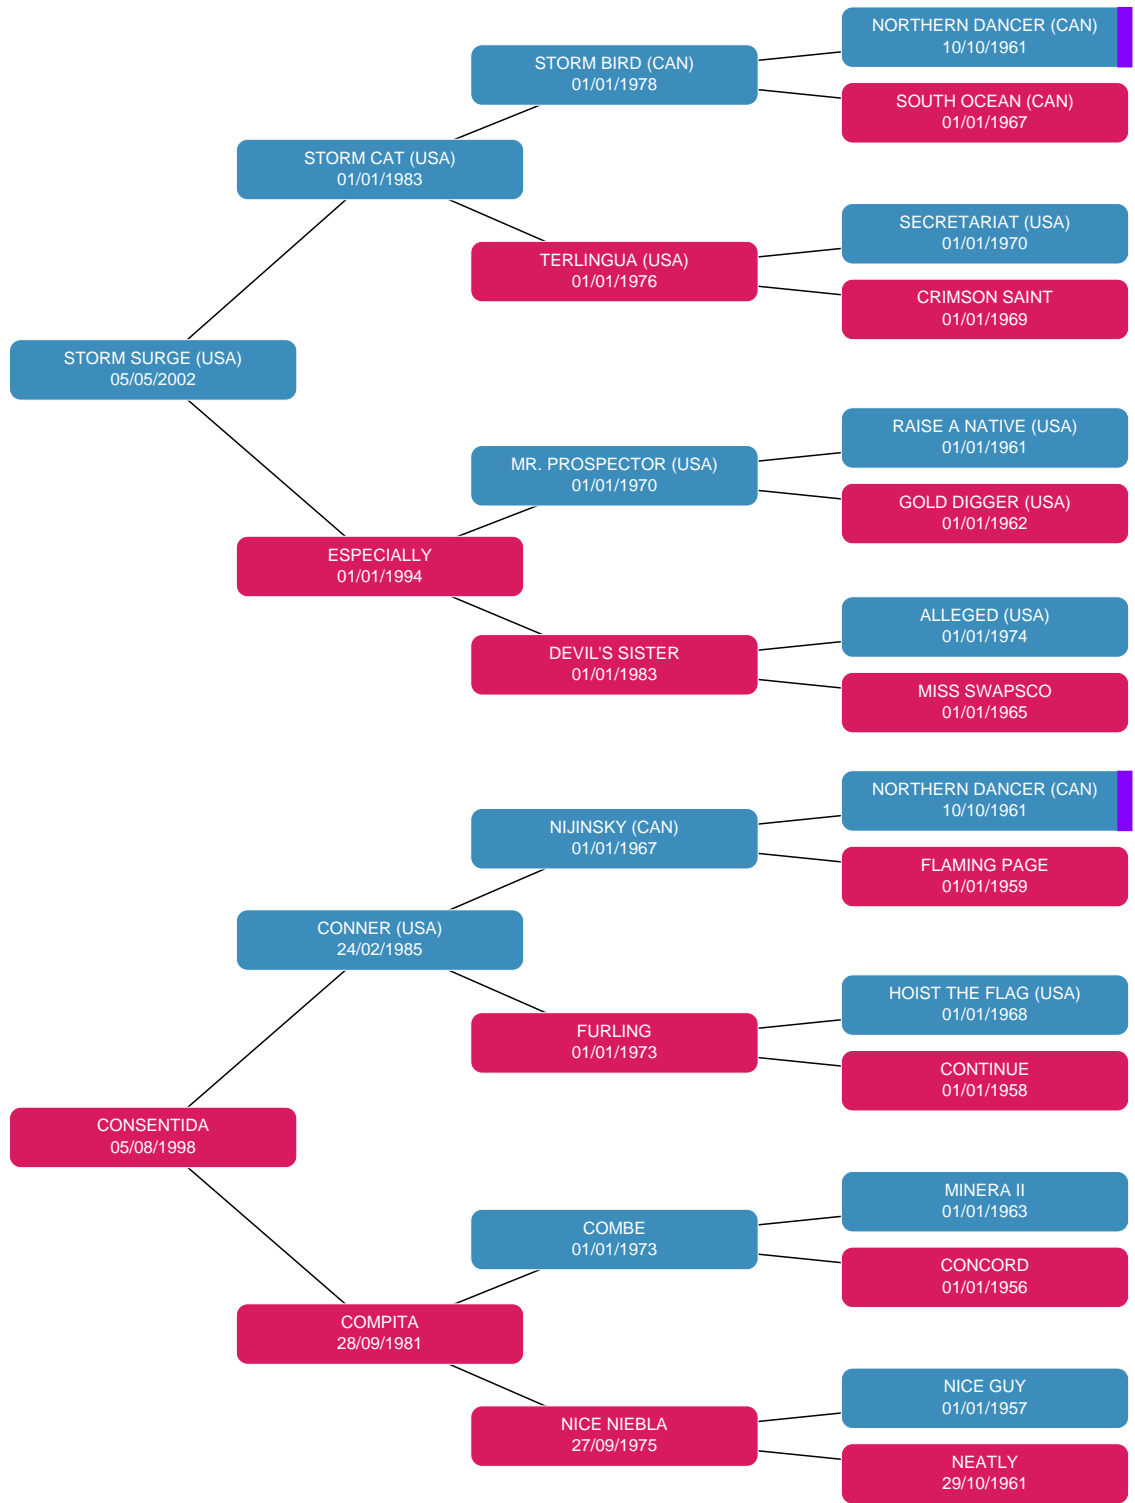 NORTHERN DANCER (CAN)
10/10/1961
STORM BIRD (CAN)
01/01/1978
SOUTH OCEAN (CAN)
01/01/1967
STORM CAT (USA)
01/01/1983
SECRETARIAT (USA)
01/01/1970
TERLINGUA (USA)
01/01/1976
CRIMSON SAINT
01/01/1969
STORM SURGE (USA)
05/05/2002
RAISE A NATIVE (USA)
01/01/1961
MR. PROSPECTOR (USA)
01/01/1970
GOLD DIGGER (USA)
01/01/1962
ESPECIALLY
01/01/1994
ALLEGED (USA)
01/01/1974
DEVIL'S SISTER
01/01/1983
MISS SWAPSCO
01/01/1965
NORTHERN DANCER (CAN)
10/10/1961
NIJINSKY (CAN)
01/01/1967
FLAMING PAGE
01/01/1959
CONNER (USA)
24/02/1985
HOIST THE FLAG (USA)
01/01/1968
FURLING
01/01/1973
CONTINUE
01/01/1958
CONSENTIDA
05/08/1998
MINERA II
01/01/1963
COMBE
01/01/1973
CONCORD
01/01/1956
COMPITA
28/09/1981
NICE GUY
01/01/1957
NICE NIEBLA
27/09/1975
NEATLY
29/10/1961